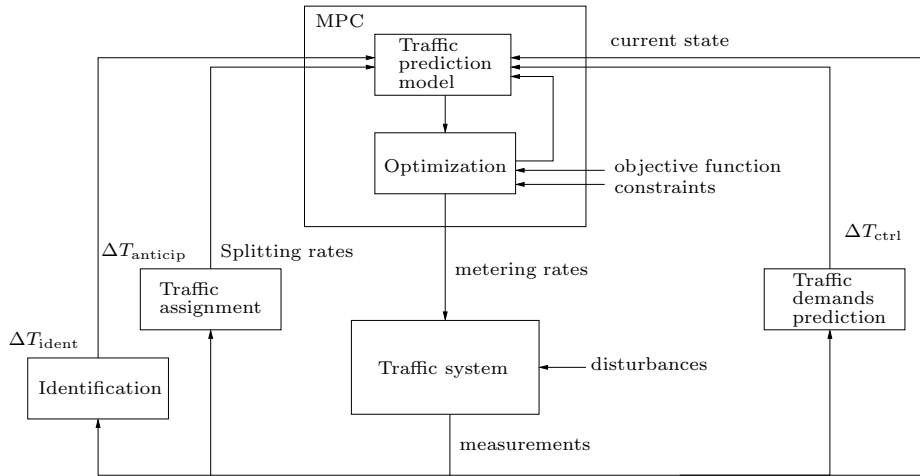 MPC
Traffic
prediction
model
current state
Optimization
objective function
constraints
ΔT_anticip
Splitting rates
ΔT_ctrl
metering rates
Traffic
assignment
Traffic
demands
prediction
ΔT_ident
Traffic system
disturbances
Identification
measurements